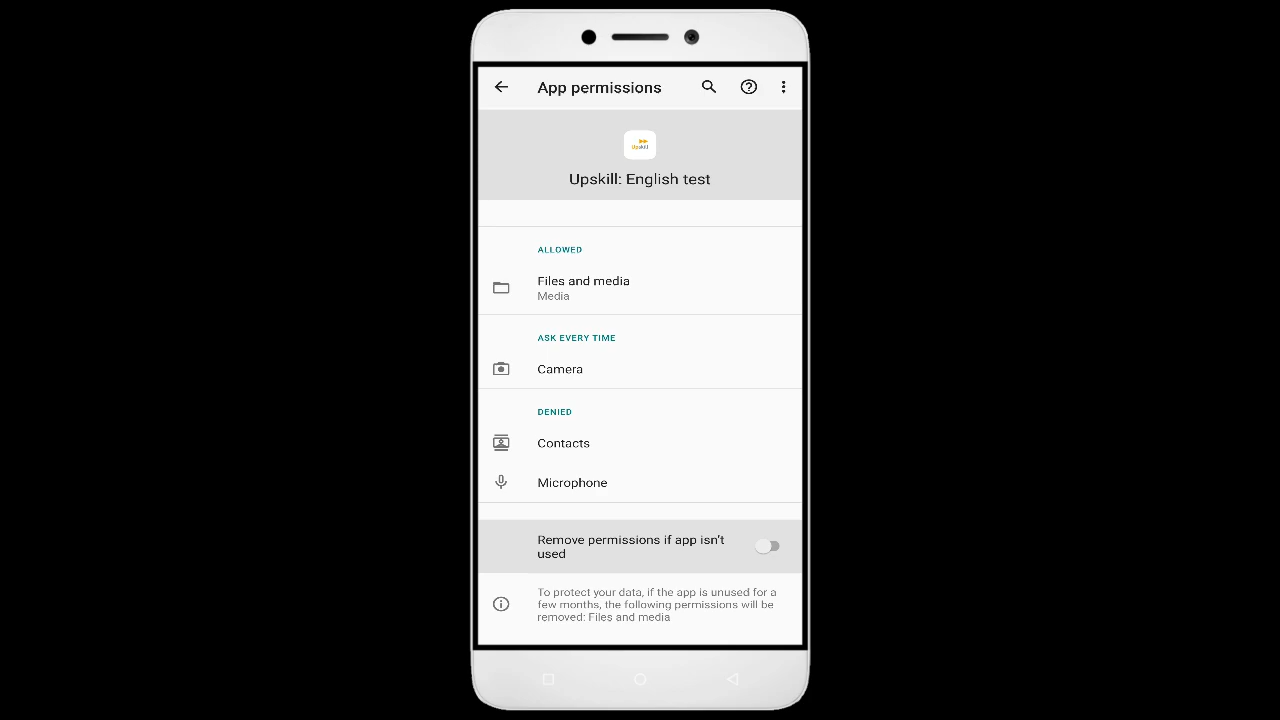 App permissions
Upskill
Upskill: English test
ALLOWED
Files and media
Media
ASK EVERY TIME
Camera
DENIED
Contacts
Microphone
Remove permissions if app isn't
used
To protect your data, if the app is unused for a
few months, the following permissions will be
removed: Files and media